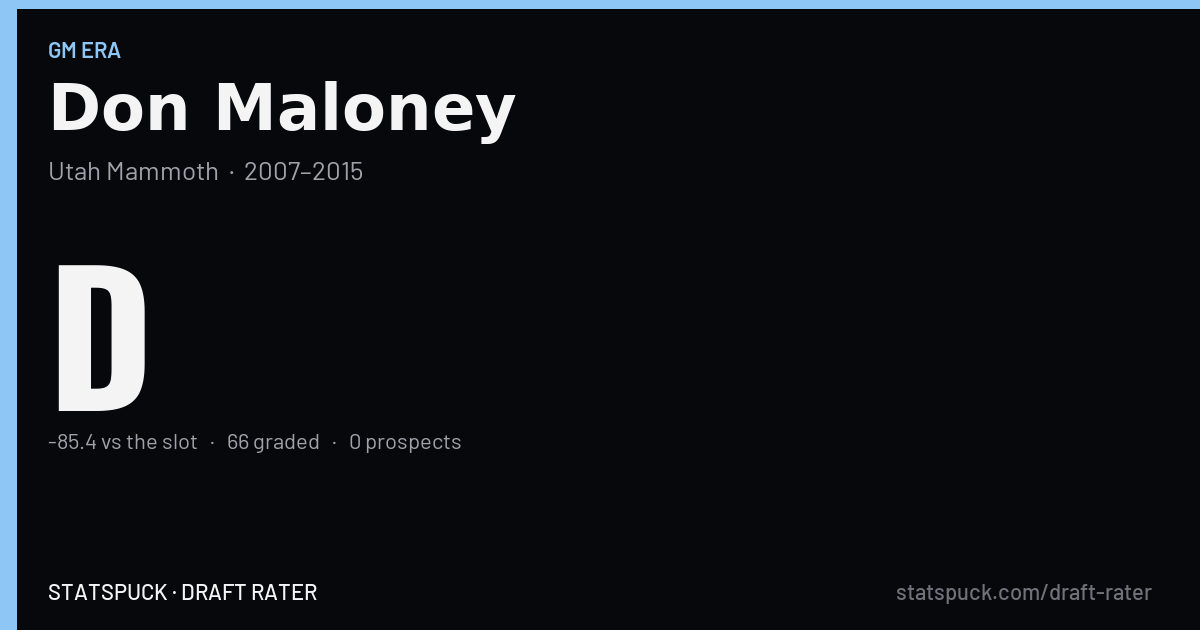 GM ERA
Don Maloney
Utah Mammoth · 2007–2015
D
-85.4 vs the slot · 66 graded · 0 prospects
STATSPUCK · DRAFT RATER
statspuck.com/draft-rater